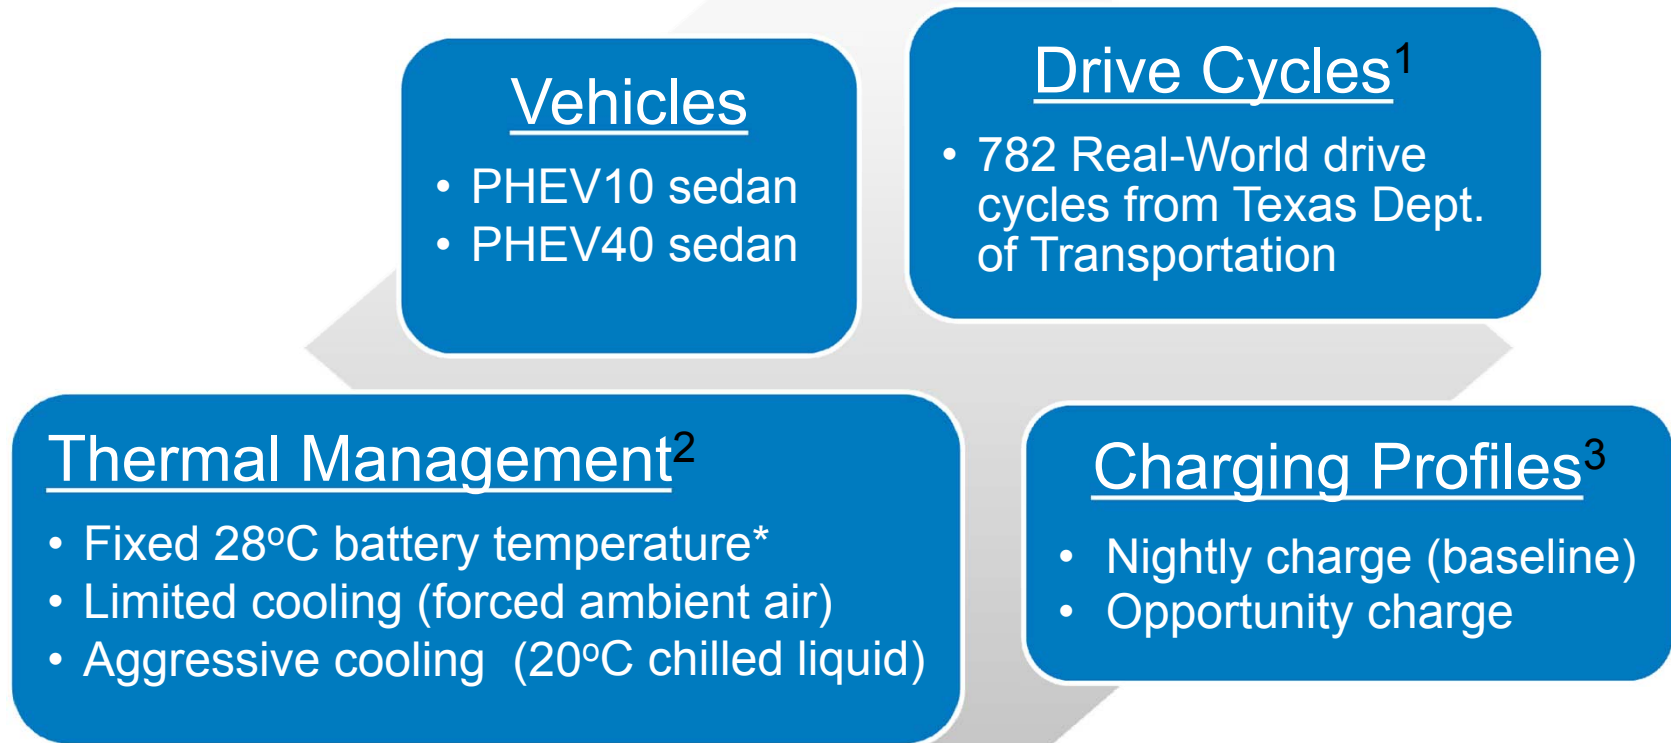 Vehicles
• PHEV10 sedan
• PHEV40 sedan
Drive Cycles¹
• 782 Real-World drive
cycles from Texas Dept.
of Transportation
Thermal Management²
• Fixed 28ºC battery temperature*
• Limited cooling (forced ambient air)
• Aggressive cooling (20ºC chilled liquid)
Charging Profiles³
• Nightly charge (baseline)
• Opportunity charge